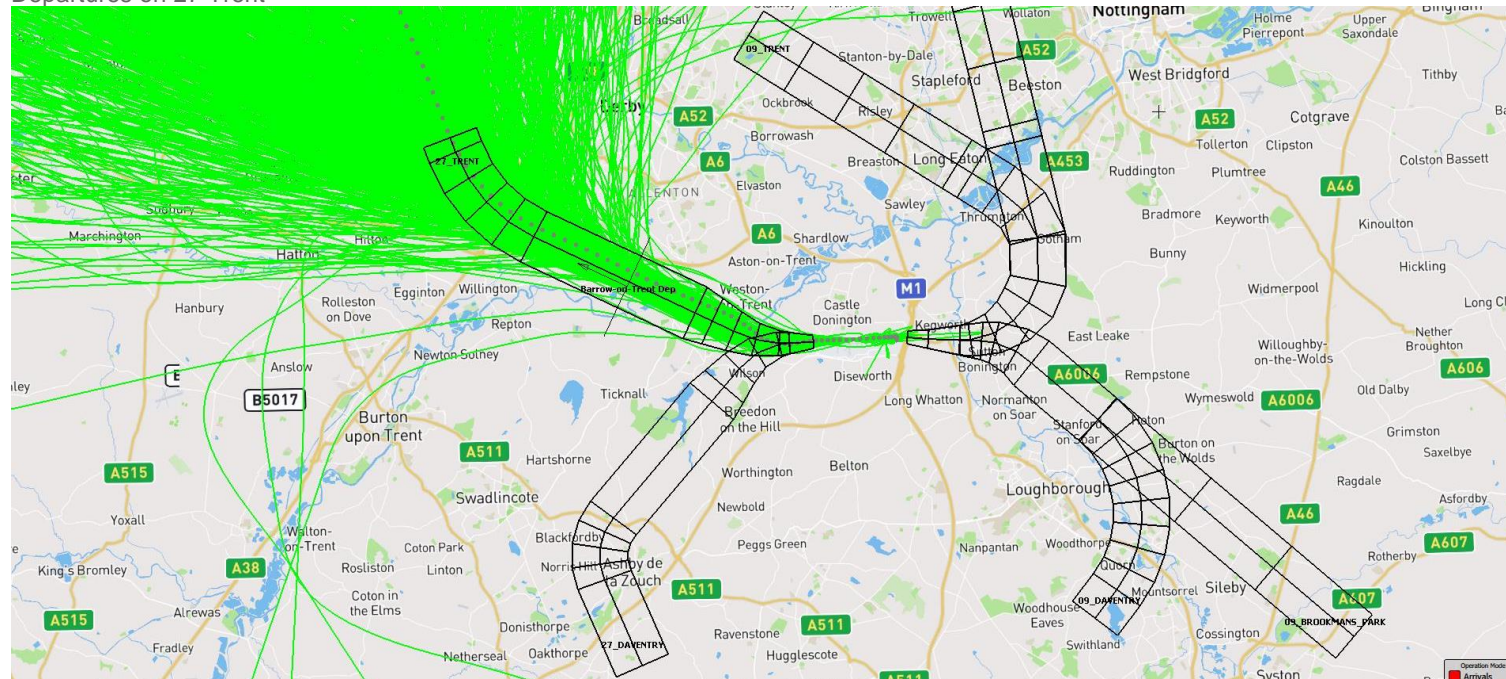 Departures on 27 Trent
Broadsall
Stanley
Trowell
Wollaton
Nottingham
Holme
Pierrepont
Upper
Saxondale
Bingham
09_TRENT
Stanton-by-Dale
A52
Stapleford
Beeston
West Bridgford
Tithby
Derby
Ockbrook
Risley
A52
A52
Cotgrave
Borrowash
Tollerton
Clipston
27_TRENT
A6
Breaston
Long Eaton
A453
Colston Bassett
Ruddington
Plumtree
A46
Elvaston
Sawley
Thrumpton
Bradmore
Keyworth
Kinoulton
Sudbury
Marchington
Hilton
Hatton
A6
Shardlow
Gotham
Bunny
Aston-on-Trent
Hickling
Hanbury
Egginton
Willington
Barrow-on-Trent Dep
Weston-
on-Trent
M1
Widmerpool
Rolleston
on Dove
Castle
Donington
Repton
Kegworth
East Leake
Nether
Broughton
Newton Solney
Sutton
Bonington
Willoughby-
on-the-Wolds
Anslow
Wilson
Diseworth
A6006
Rempstone
A606
B5017
Ticknall
Long Whatton
Normanton
on Soar
Wymeswold
A6006
Old Dalby
Burton
upon Trent
Breedon
on the Hill
Stanford
on Soar
Hoton
Grimston
A511
Burton on
the Wolds
Saxelbye
A515
Hartshorne
Worthington
Belton
Ragdale
Swadlincote
Loughborough
Asfordby
Newbold
A46
Yoxall
Walton-
on-Trent
Blackfordby
Peggs Green
Nanpantan
Woodthorpe
A607
Coton Park
Rotherby
King's Bromley
A38
Rosliston
Linton
Norris Hill
Ashby de
la Zouch
Quorn
A511
Mountsorrel
Sileby
A607
Coton in
the Elms
09_DAVENTRY
Alrewas
Woodhouse
Eaves
A515
Donisthorpe
A511
09_BROOKMANS_PARK
Ravenstone
Cossington
Fradley
27_DAVENTRY
Swithland
Netherseal
Oakthorpe
Hugglescote
A511
Syston
Operation Mode
Arrivals